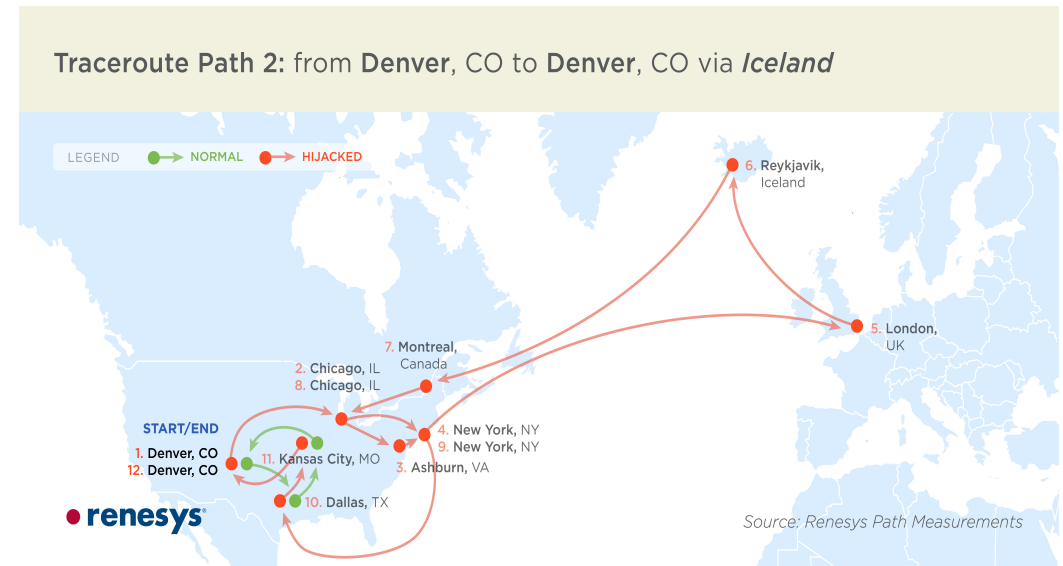 Traceroute Path 2: from Denver, CO to Denver, CO via Iceland
LEGEND NORMAL HIJACKED
6. Reykjavik,
Iceland
5. London,
UK
7. Montreal,
Canada
2. Chicago, IL
8. Chicago, IL
START/END
1. Denver, CO
12. Denver, CO
4. New York, NY
9. New York, NY
11. Kansas City, MO
3. Ashburn, VA
10. Dallas, TX
renesys®
Source: Renesys Path Measurements